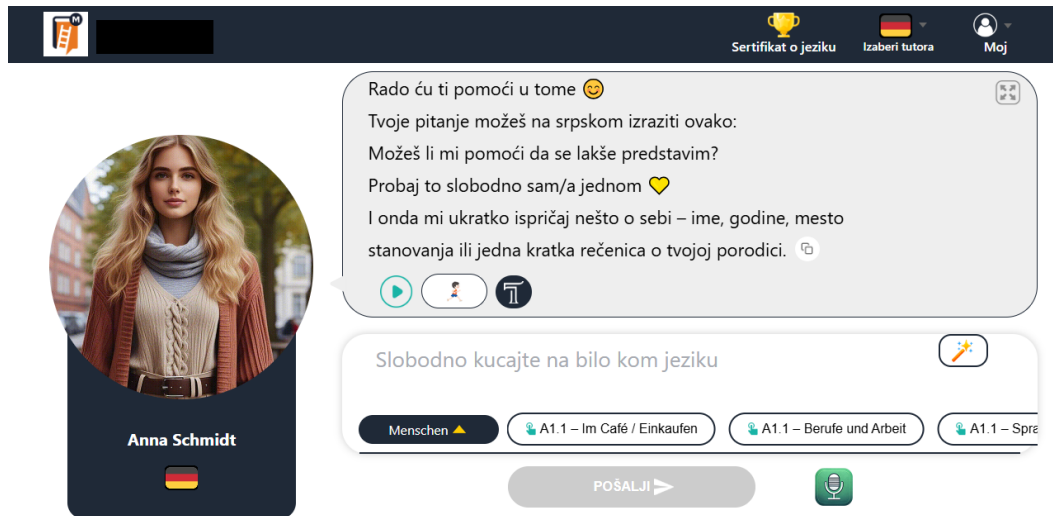 M
Sertifikat o jeziku
Izaberi tutora
Moj
Rado ću ti pomoći u tome
Tvoje pitanje možeš na srpskom izraziti ovako:
Možeš li mi pomoći da se lakše predstavim?
Probaj to slobodno sam/a jednom
I onda mi ukratko ispričaj nešto o sebi – ime, godine, mesto
stanovanja ili jedna kratka rečenica o tvojoj porodici.
Slobodno kucajte na bilo kom jeziku
Menschen
A1.1 – Im Café / Einkaufen
A1.1 – Berufe und Arbeit
A1.1 – Spra
Anna Schmidt
POŠALJI